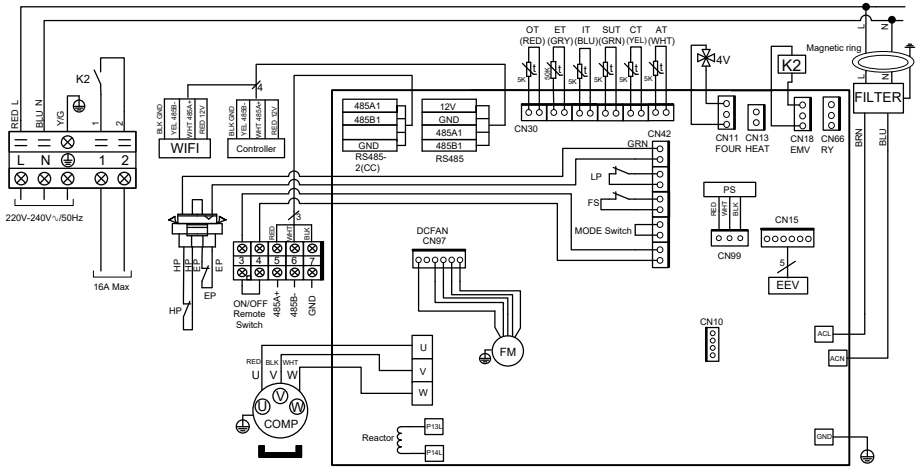 L
N
OT ET IT SUT CT AT
(RED) (GRY) (BLU) (GRN) (YEL) (WHT)
t t t t t t
5K 50K 5K 5K 5K 5K
4V
K2
Magnetic ring
L
N
FILTER
BRN
BLU
RED L
BLU N
YG
K2
1
2
L N 1 2
220V-240V∿/50Hz
16A Max
BLK GND
YEL 485B-
WHT 485A+
RED 12V
WIFI
4
BLK GND
YEL 485B-
WHT 485A+
RED 12V
Controller
485A1
485B1
GND
RS485-
2(CC)
12V
GND
485A1
485B1
RS485
CN30
CN11
FOUR
CN13
HEAT
CN18
EMV
CN66
RY
CN42
GRN
LP
FS
MODE Switch
PS
RED
WHT
BLK
CN99
CN15
5
EEV
DCFAN
CN97
FM
CN10
ACL
ACN
GND
HP
HP
EP
EP
HP
EP
3
RED
WHT
BLK
3 4 5 6 7
ON/OFF
Remote
Switch
485A+
485B-
GND
RED BLK WHT
U V W
U V W
COMP
U
V
W
Reactor
P13L
P14L